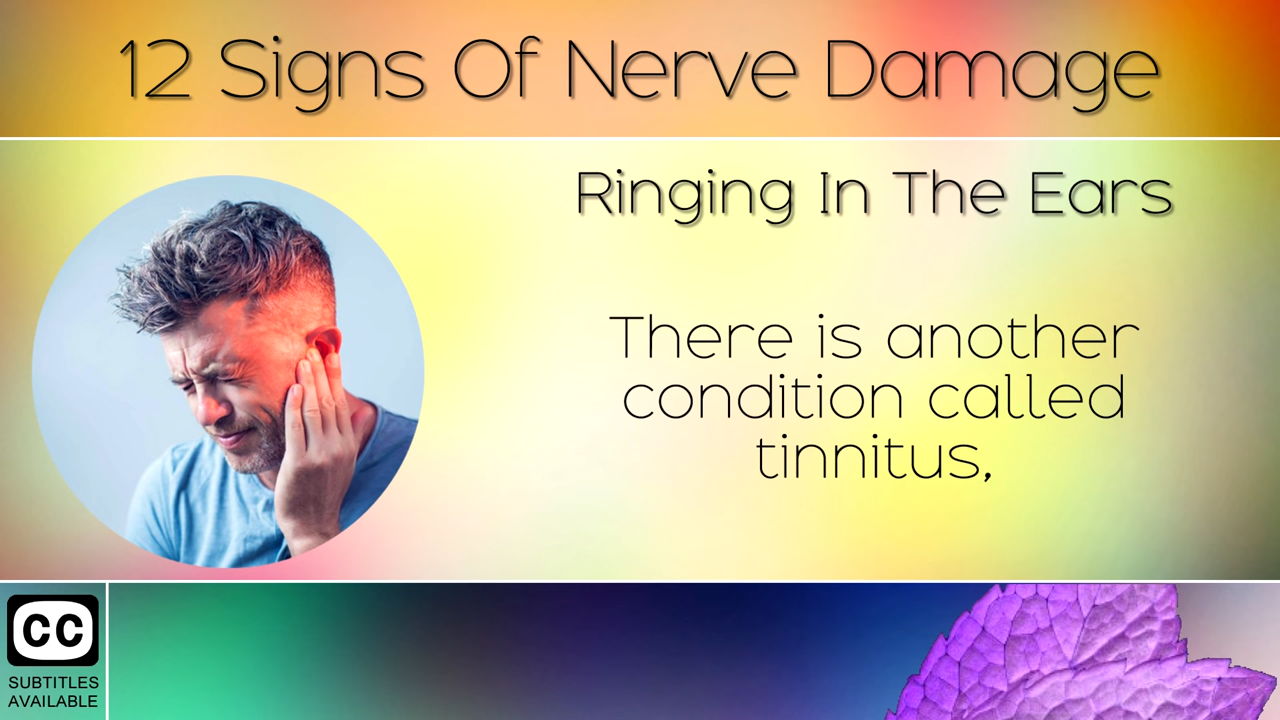 12 Signs Of Nerve Damage
Ringing In The Ears
There is another
condition called
tinnitus,
CC
SUBTITLES
AVAILABLE